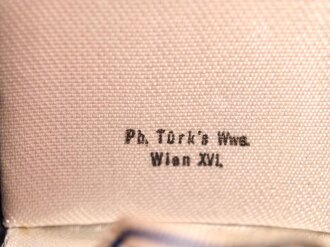 Ph. Türk's Wwe.
Wien XVI.